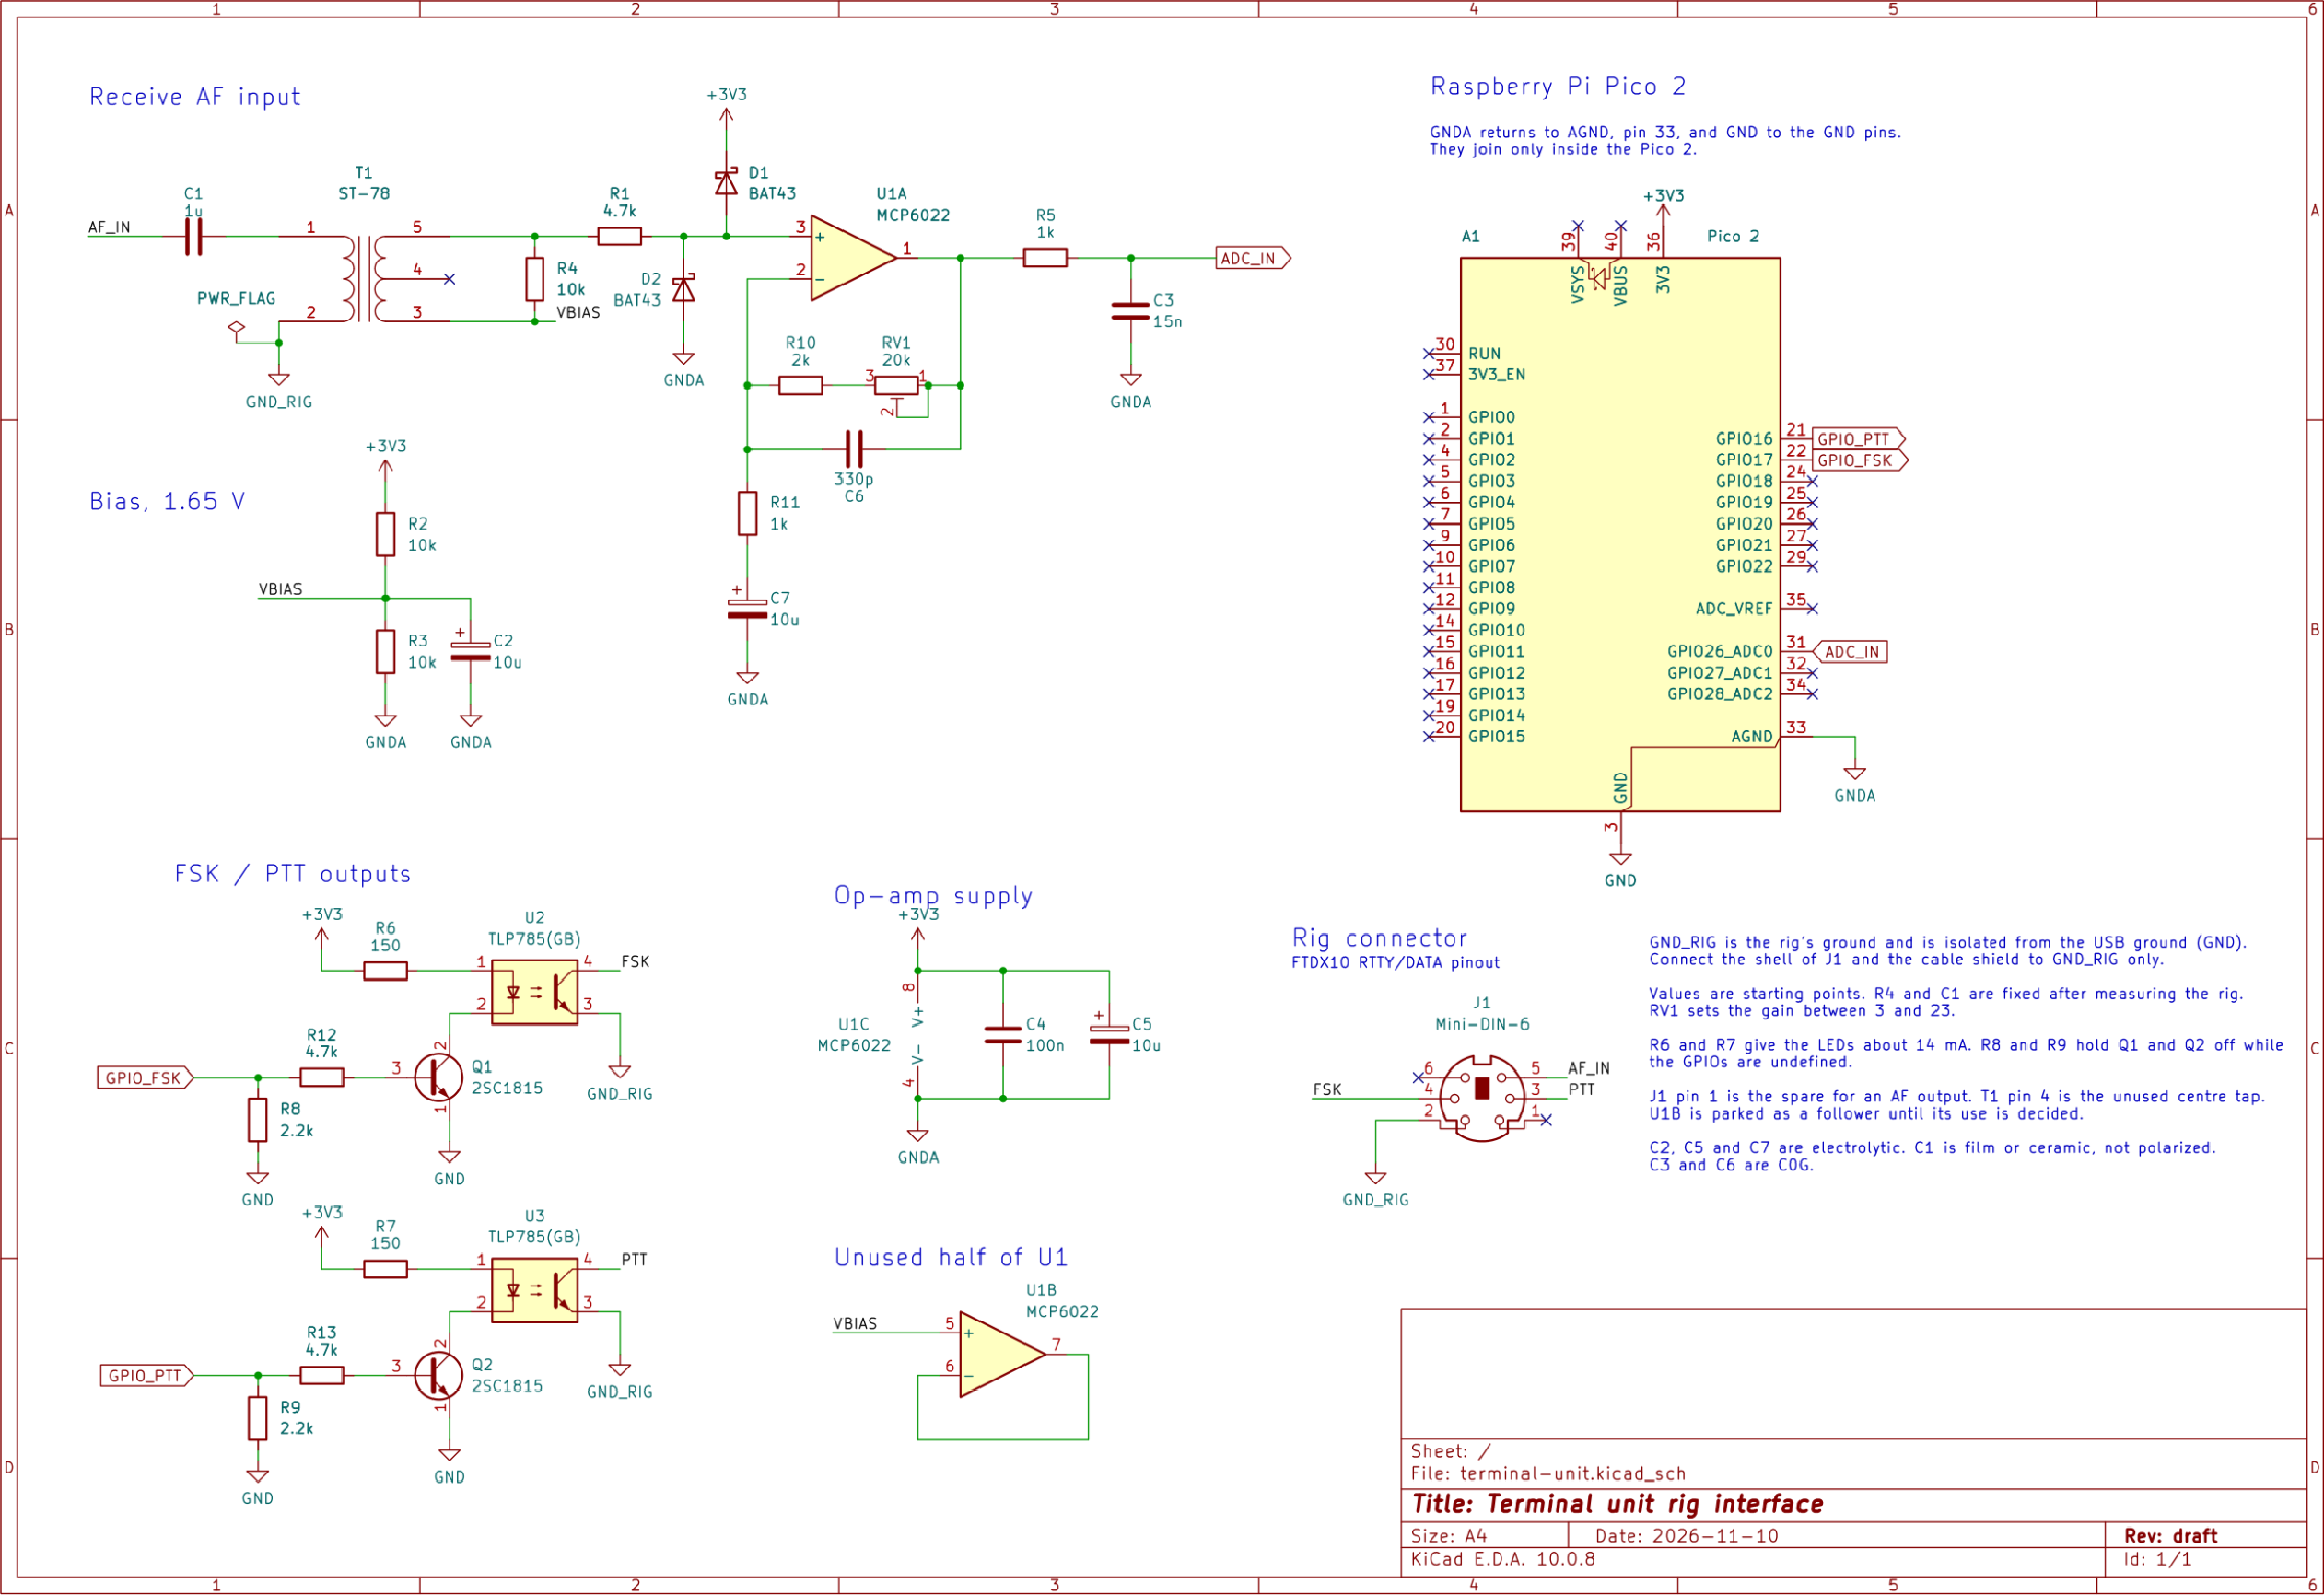 1 2 3 4 5 6
A
B
C
D
A
B
C
D
1 2 3 4 5 6
Receive AF input
AF_IN
C1
1u
T1
ST-78
1
2
5
4
3
PWR_FLAG
GND_RIG
R4
10k
VBIAS
R1
4.7k
+3V3
D1
BAT43
D2
BAT43
GNDA
U1A
MCP6022
3
+
2
−
1
R10
2k
RV1
20k
3
1
2
330p
C6
R11
1k
+
C7
10u
GNDA
R5
1k
ADC_IN
C3
15n
GNDA
Bias, 1.65 V
+3V3
R2
10k
VBIAS
R3
10k
+
C2
10u
GNDA
GNDA
Raspberry Pi Pico 2
GNDA returns to AGND, pin 33, and GND to the GND pins.
They join only inside the Pico 2.
+3V3
A1
Pico 2
39
40
36
VSYS
VBUS
3V3
30 RUN
37 3V3_EN
1 GPIO0
2 GPIO1
4 GPIO2
5 GPIO3
6 GPIO4
7 GPIO5
9 GPIO6
10 GPIO7
11 GPIO8
12 GPIO9
14 GPIO10
15 GPIO11
16 GPIO12
17 GPIO13
19 GPIO14
20 GPIO15
GPIO16 21 GPIO_PTT
GPIO17 22 GPIO_FSK
GPIO18 24
GPIO19 25
GPIO20 26
GPIO21 27
GPIO22 29
ADC_VREF 35
GPIO26_ADC0 31 ADC_IN
GPIO27_ADC1 32
GPIO28_ADC2 34
AGND 33
GNDA
GND
3
GND
FSK / PTT outputs
+3V3
R6
150
U2
TLP785(GB)
1
2
4
3
FSK
GND_RIG
GPIO_FSK
R12
4.7k
R8
2.2k
GND
3
2
1
Q1
2SC1815
GND
+3V3
R7
150
U3
TLP785(GB)
1
2
4
3
PTT
GND_RIG
GPIO_PTT
R13
4.7k
R9
2.2k
GND
3
2
1
Q2
2SC1815
GND
Op-amp supply
+3V3
8
V+
U1C
MCP6022
V−
4
C4
100n
+
C5
10u
GNDA
Unused half of U1
U1B
MCP6022
VBIAS
5
+
6
−
7
Rig connector
FTDX10 RTTY/DATA pinout
J1
Mini-DIN-6
6
4
2
5
3
1
FSK
AF_IN
PTT
GND_RIG
GND_RIG is the rig's ground and is isolated from the USB ground (GND).
Connect the shell of J1 and the cable shield to GND_RIG only.
Values are starting points. R4 and C1 are fixed after measuring the rig.
RV1 sets the gain between 3 and 23.
R6 and R7 give the LEDs about 14 mA. R8 and R9 hold Q1 and Q2 off while
the GPIOs are undefined.
J1 pin 1 is the spare for an AF output. T1 pin 4 is the unused centre tap.
U1B is parked as a follower until its use is decided.
C2, C5 and C7 are electrolytic. C1 is film or ceramic, not polarized.
C3 and C6 are C0G.
Sheet: /
File: terminal-unit.kicad_sch
Title: Terminal unit rig interface
Size: A4
Date: 2026-11-10
Rev: draft
KiCad E.D.A. 10.0.8
Id: 1/1